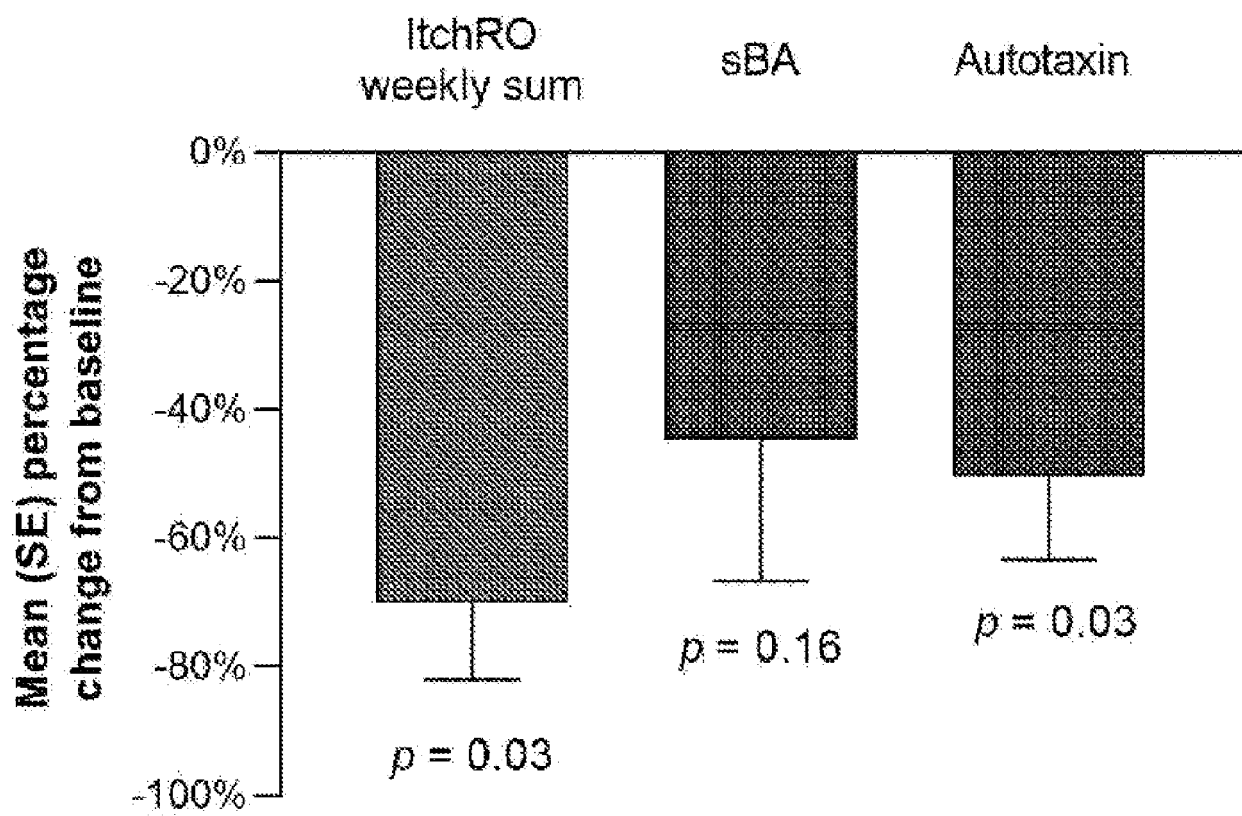 ItchRO
weekly sum
sBA
Autotaxin
Mean (SE) percentage
change from baseline
0%
-20%
-40%
-60%
-80%
-100%
p = 0.03
p = 0.16
p = 0.03